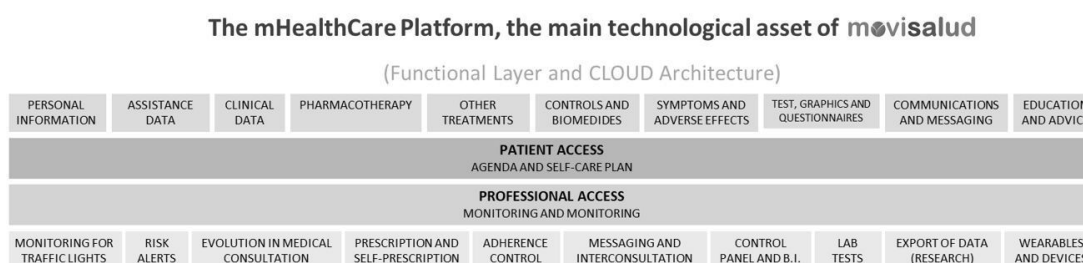 The mHealthCare Platform, the main technological asset of movisalud
(Functional Layer and CLOUD Architecture)
PERSONAL INFORMATION
ASSISTANCE DATA
CLINICAL DATA
PHARMACOTHERAPY
OTHER TREATMENTS
CONTROLS AND BIOMEDIDES
SYMPTOMS AND ADVERSE EFFECTS
TEST, GRAPHICS AND QUESTIONNAIRES
COMMUNICATIONS AND MESSAGING
EDUCATION AND ADVIC
PATIENT ACCESS
AGENDA AND SELF-CARE PLAN
PROFESSIONAL ACCESS
MONITORING AND MONITORING
MONITORING FOR TRAFFIC LIGHTS
RISK ALERTS
EVOLUTION IN MEDICAL CONSULTATION
PRESCRIPTION AND SELF-PRESCRIPTION
ADHERENCE CONTROL
MESSAGING AND INTERCONSULTATION
CONTROL PANEL AND B.I.
LAB TESTS
EXPORT OF DATA (RESEARCH)
WEARABLES AND DEVICES